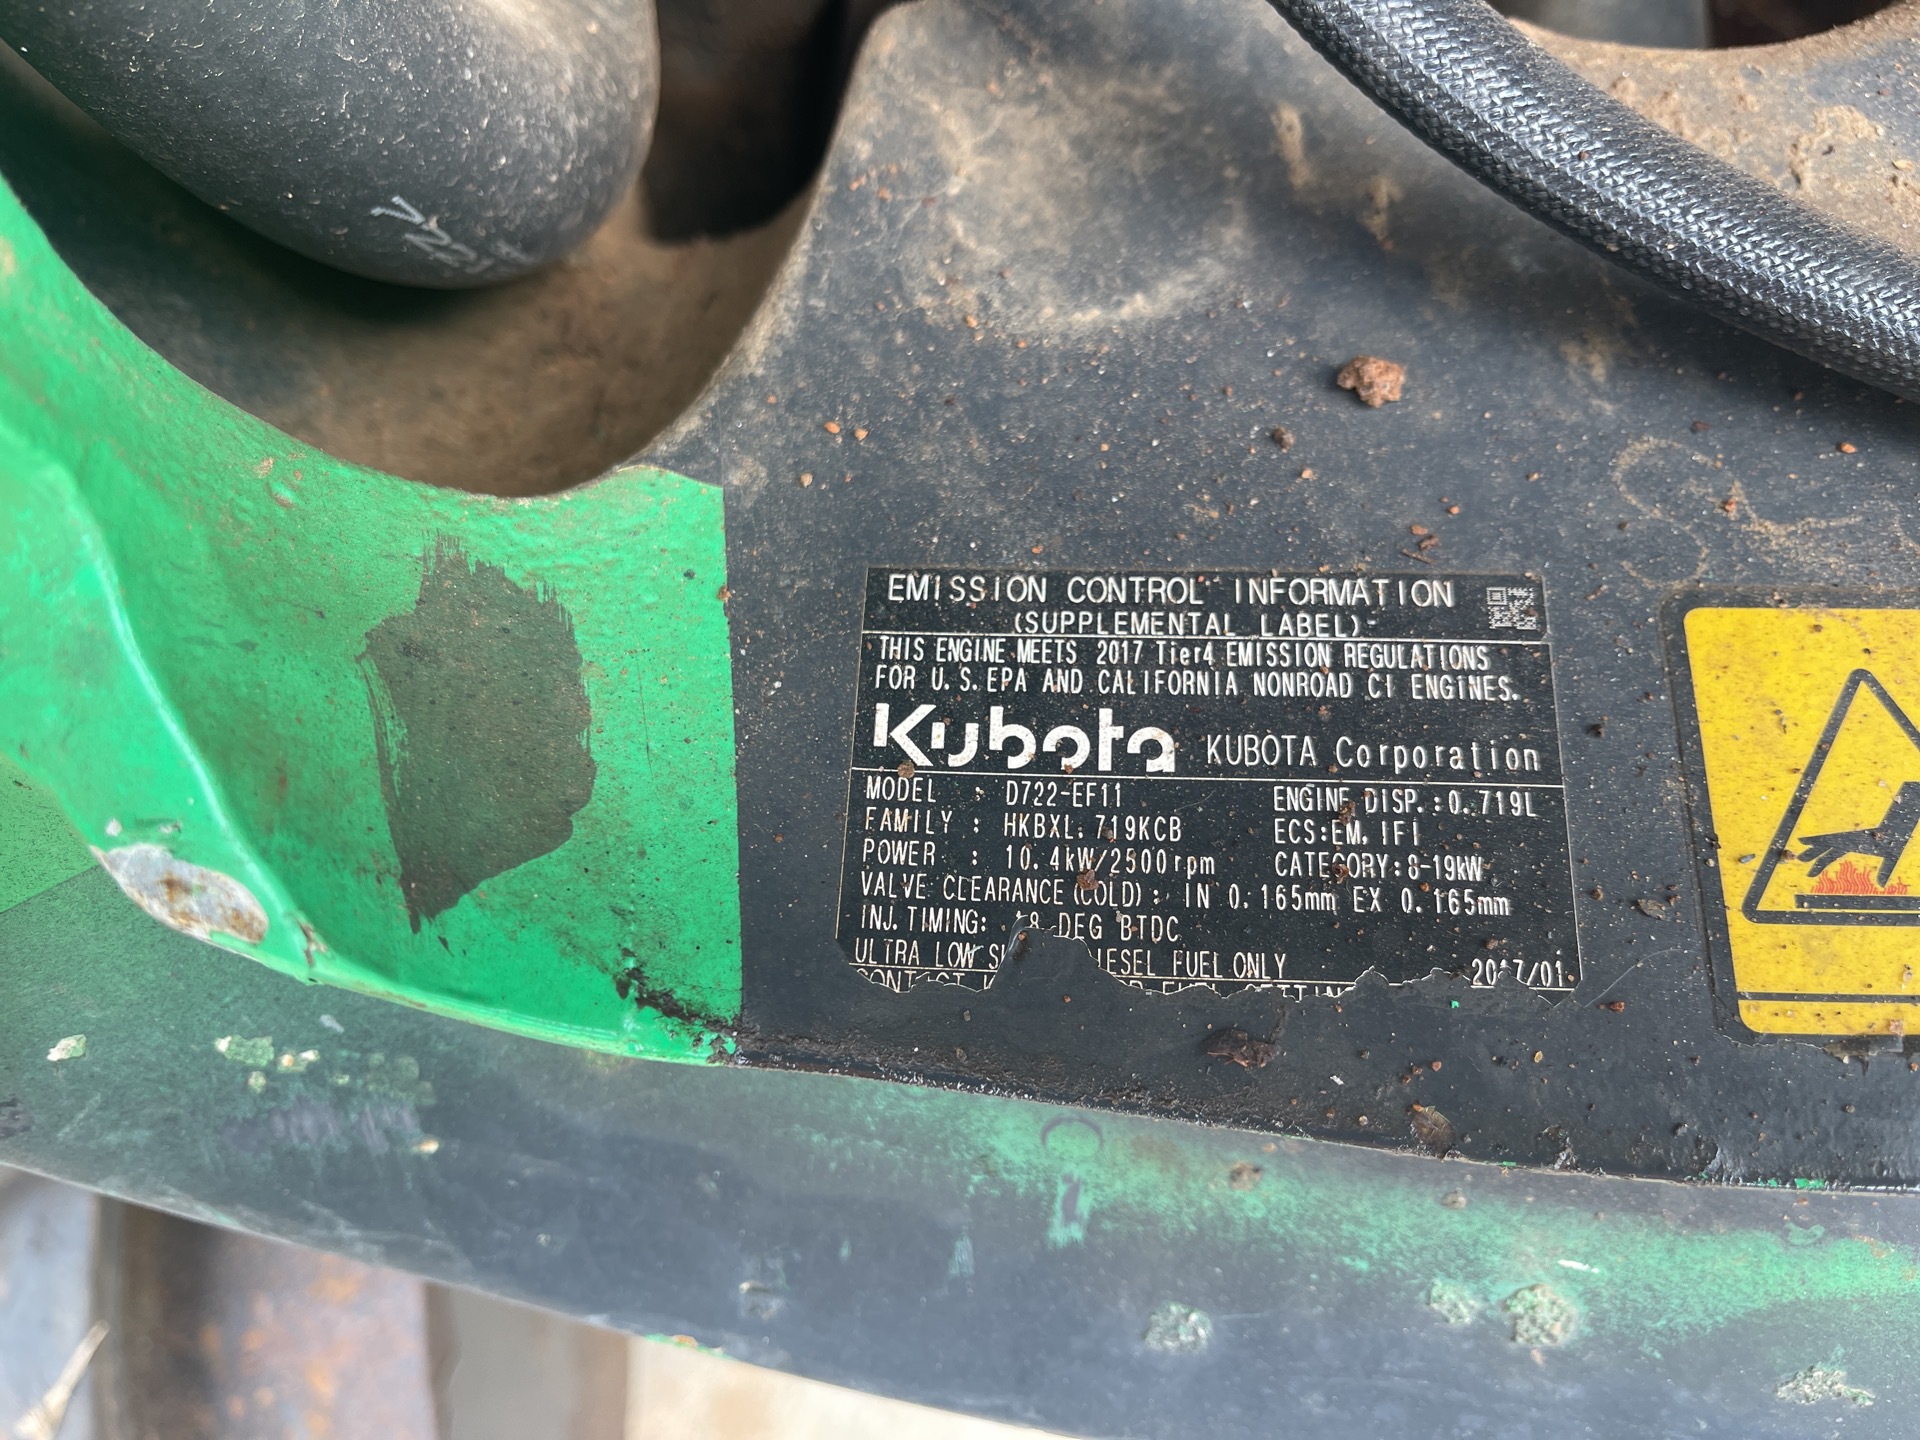 EMISSION CONTROL INFORMATION
(SUPPLEMENTAL LABEL)
THIS ENGINE MEETS 2017 Tier4 EMISSION REGULATIONS
FOR U.S.EPA AND CALIFORNIA NONROAD CI ENGINES.
Kubota KUBOTA Corporation
MODEL : D722-EF11 ENGINE DISP.:0.719L
FAMILY : HKBXL.719KCB ECS:EM,IFI
POWER : 10.4kW/2500rpm CATEGORY:8-19kW
VALVE CLEARANCE(COLD): IN 0.165mm EX 0.165mm
INJ.TIMING: DEG BTDC
ULTRA LOW FUEL ONLY 2017/01